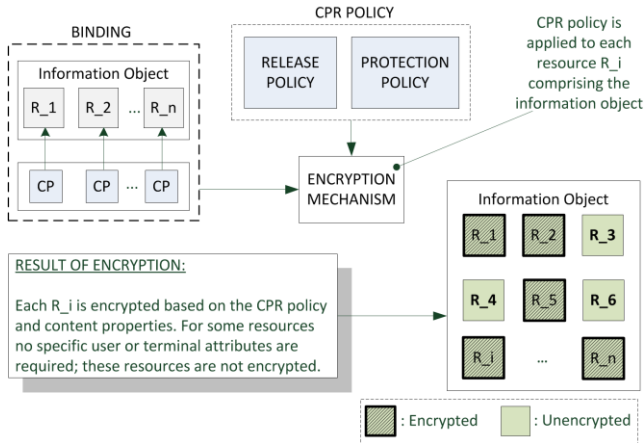 BINDING
Information Object
R_1 R_2 ... R_n
CP CP ... CP
CPR POLICY
RELEASE
POLICY
PROTECTION
POLICY
CPR policy is
applied to each
resource R_i
comprising the
information object
ENCRYPTION
MECHANISM
RESULT OF ENCRYPTION:
Each R_i is encrypted based on the CPR policy
and content properties. For some resources
no specific user or terminal attributes are
required; these resources are not encrypted.
Information Object
R_1 R_2 R_3
R_4 R_5 R_6
R_i ... R_n
: Encrypted : Unencrypted